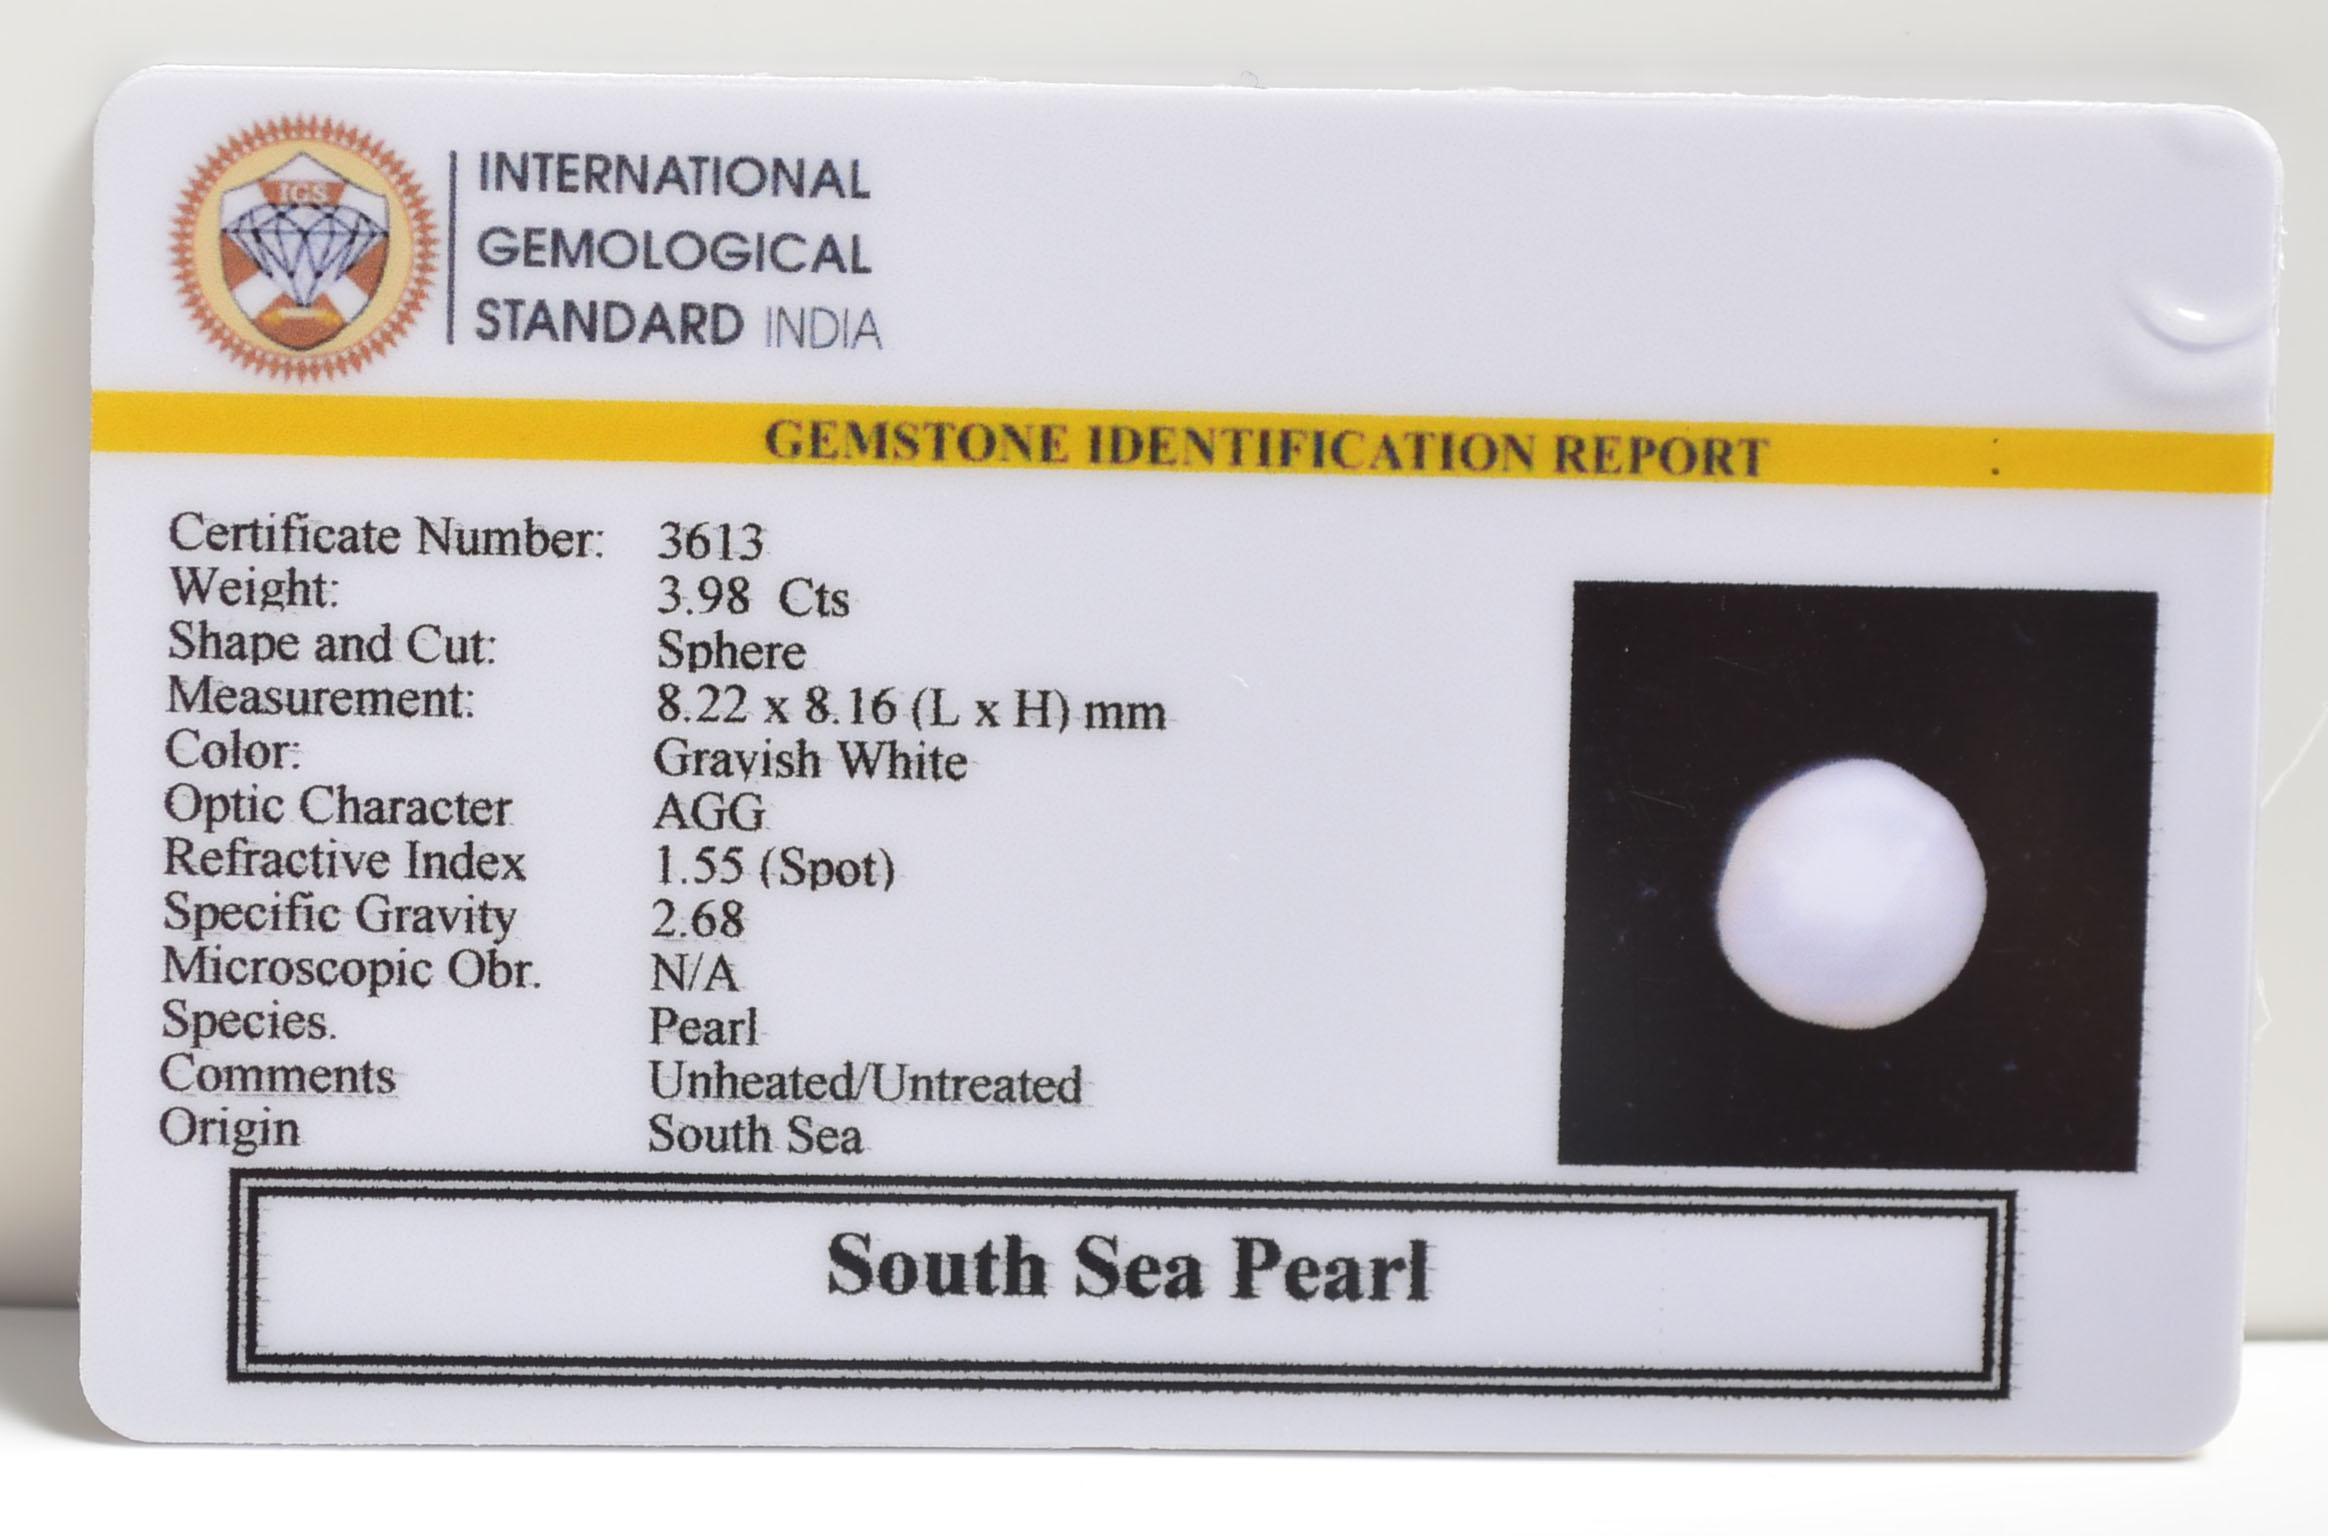 IGS
INTERNATIONAL
GEMOLOGICAL
STANDARD INDIA
GEMSTONE IDENTIFICATION REPORT :
Certificate Number: 3613
Weight: 3.98 Cts
Shape and Cut: Sphere
Measurement: 8.22 x 8.16 (L x H) mm
Color: Grayish White
Optic Character AGG
Refractive Index 1.55 (Spot)
Specific Gravity 2.68
Microscopic Obr. N/A
Species. Pearl
Comments Unheated/Untreated
Origin South Sea
South Sea Pearl